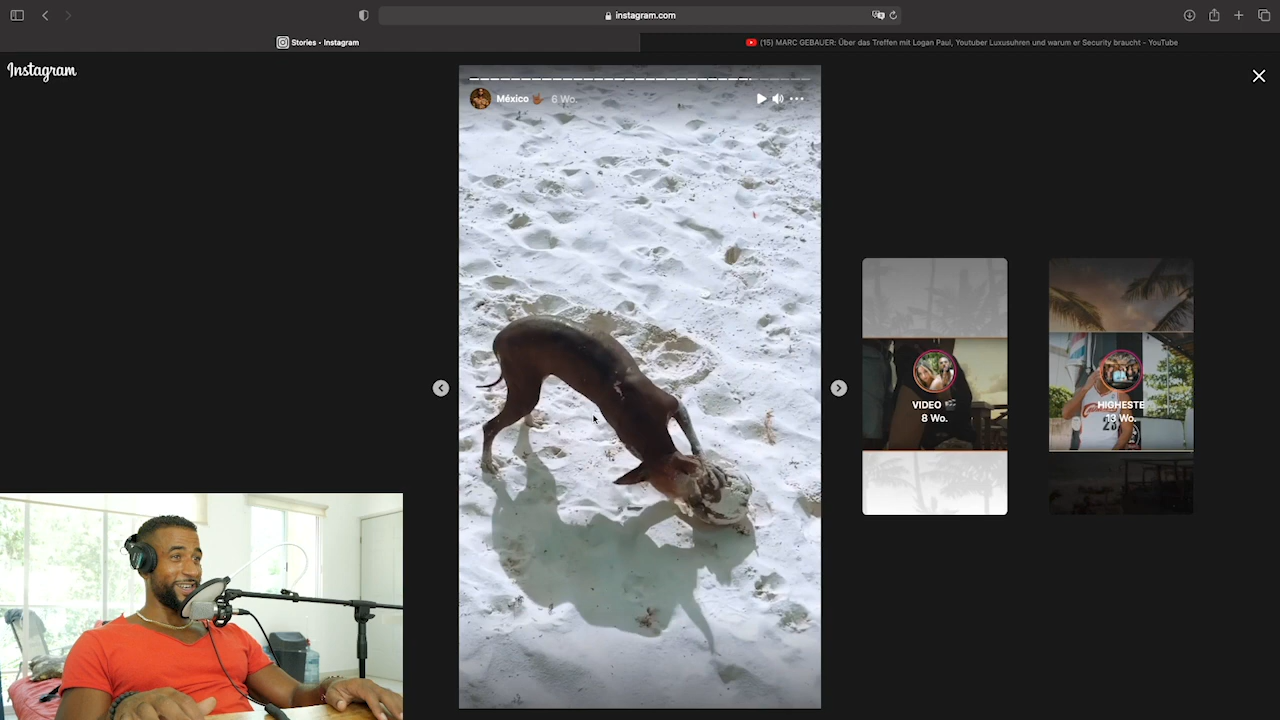 instagram.com
Stories • Instagram
(15) MARC GEBAUER: Über das Treffen mit Logan Paul, Youtuber Luxusuhren und warum er Security braucht – YouTube
Instagram
México 🤟🏽 6 Wo.
VIDEO 🎬
8 Wo.
HIGHESTE
13 Wo.
23